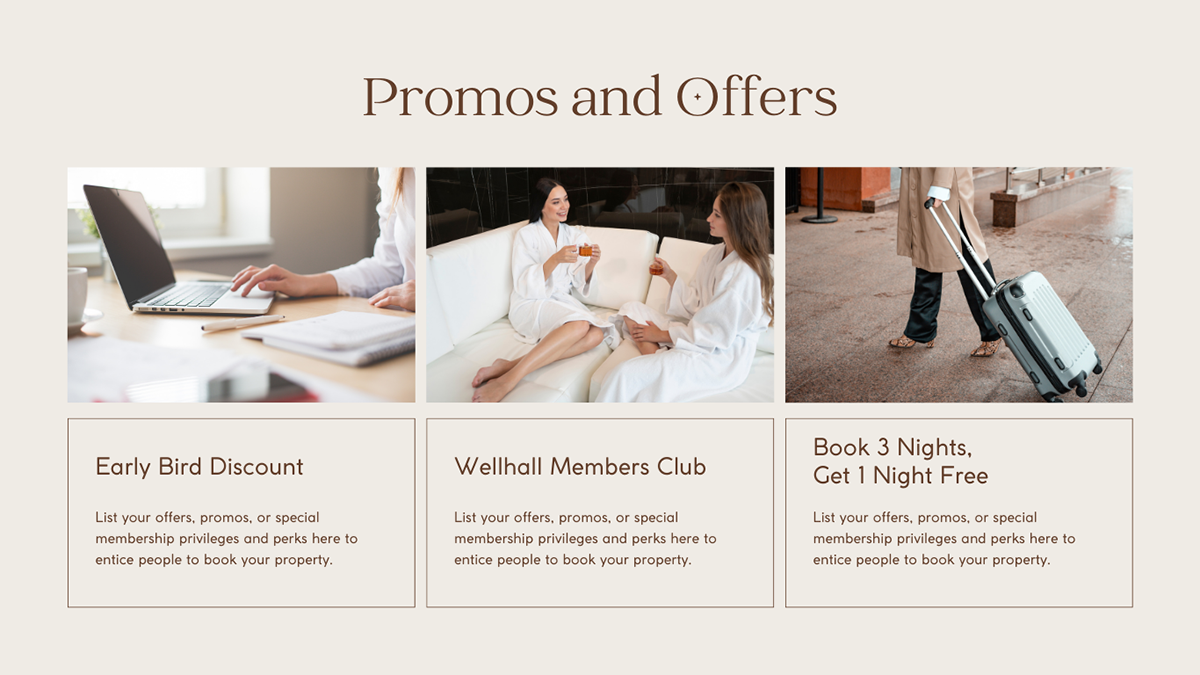 Promos and Offers
Early Bird Discount
List your offers, promos, or special
membership privileges and perks here to
entice people to book your property.
Wellhall Members Club
List your offers, promos, or special
membership privileges and perks here to
entice people to book your property.
Book 3 Nights,
Get 1 Night Free
List your offers, promos, or special
membership privileges and perks here to
entice people to book your property.